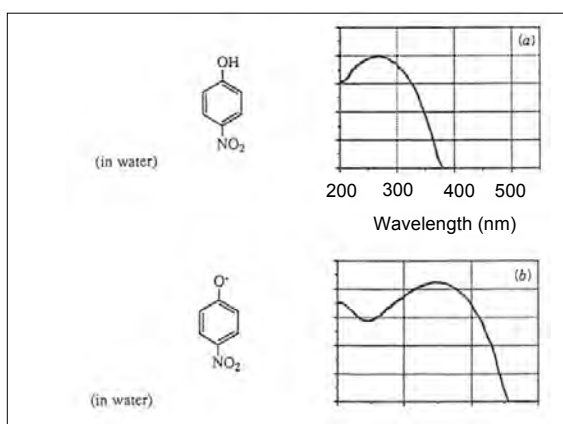 (a)
OH
NO₂
(in water)
200 300 400 500
Wavelength (nm)
(b)
O⁻
NO₂
(in water)